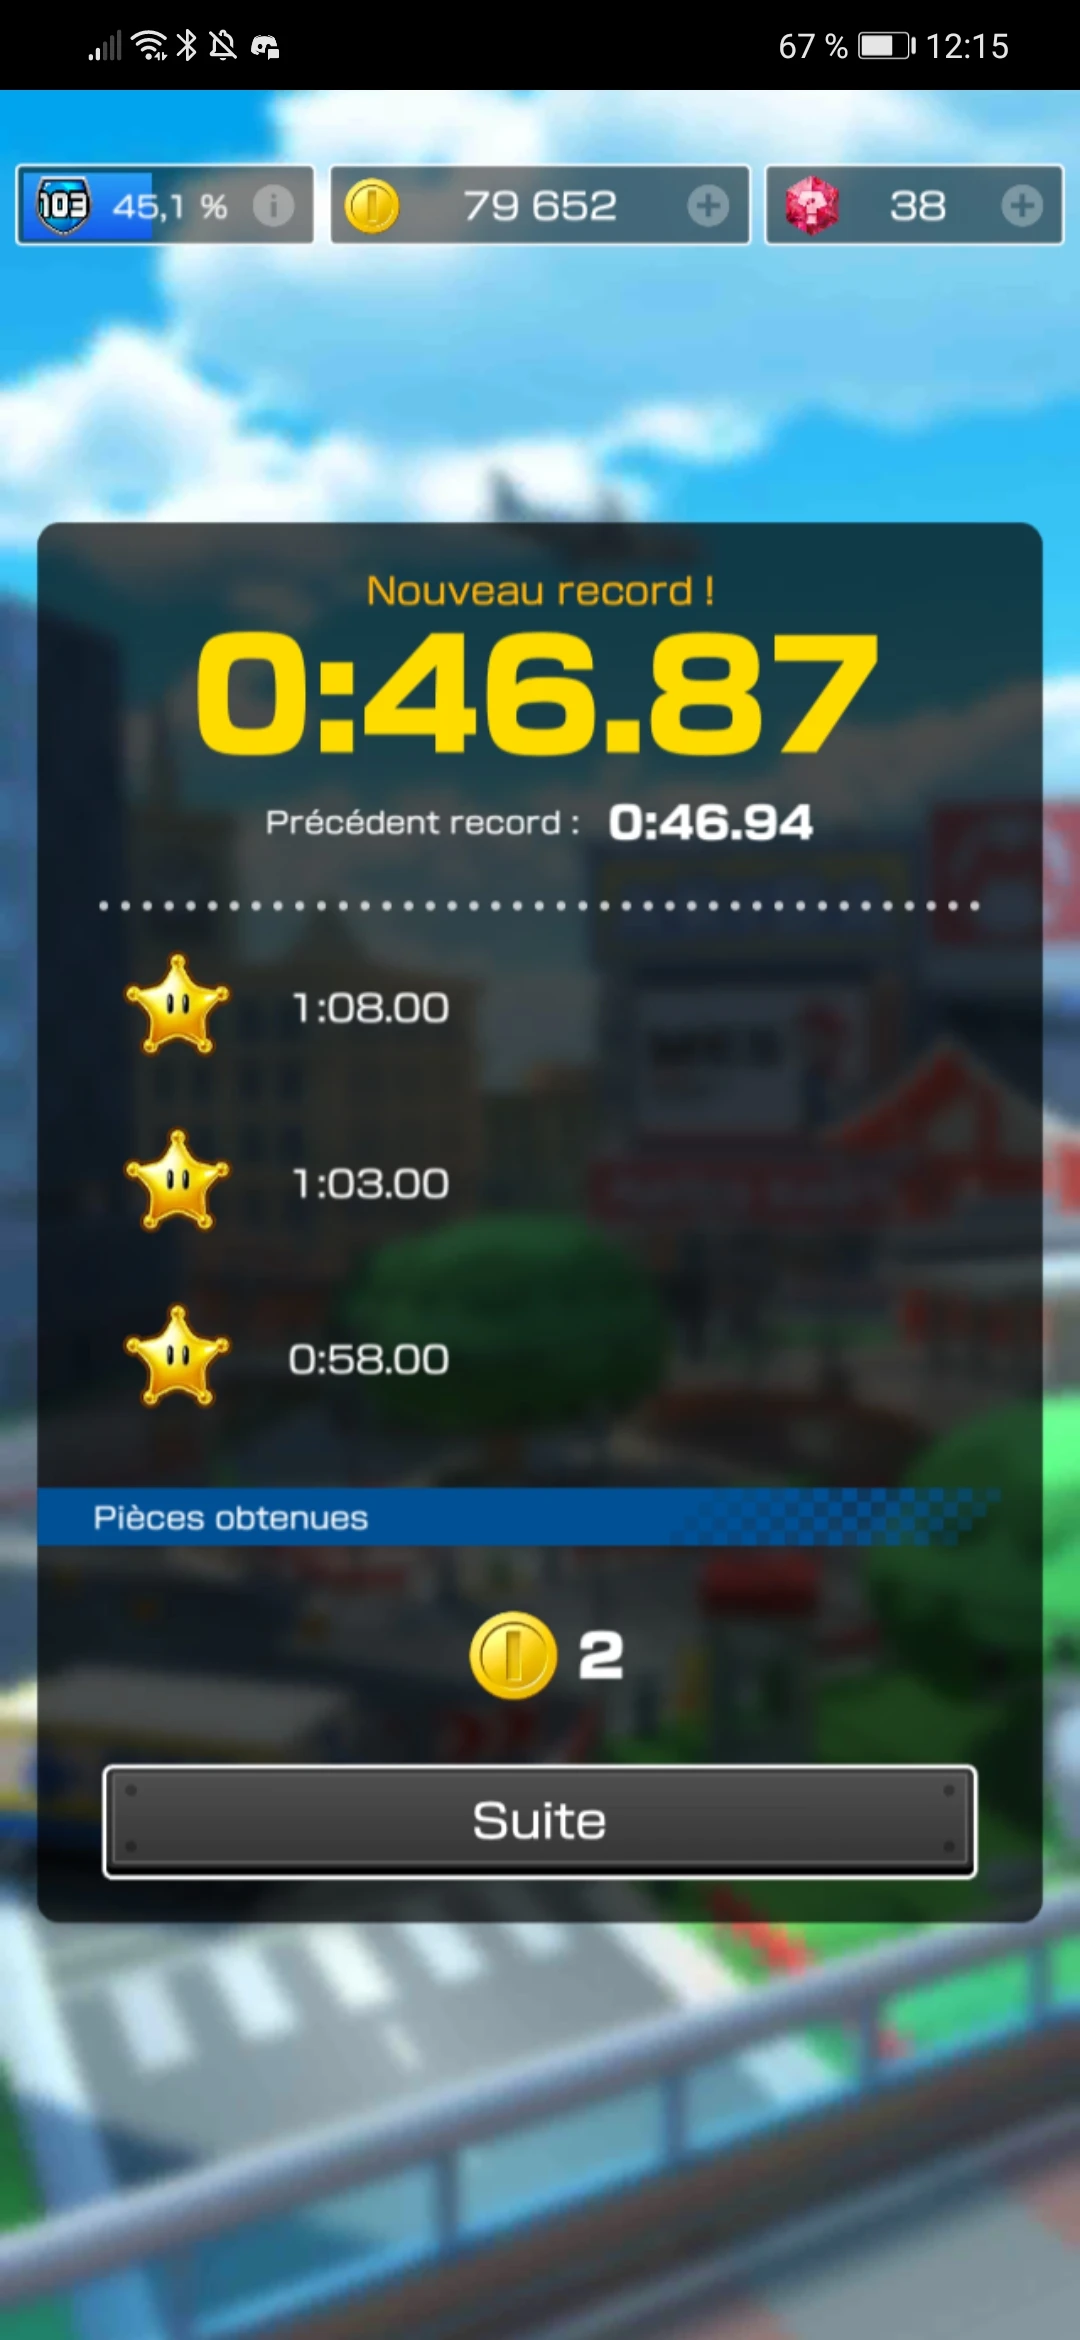 67 % 12:15
103 45,1 % 79 652 38
Nouveau record !
0:46.87
Précédent record : 0:46.94
1:08.00
1:03.00
0:58.00
Pièces obtenues
2
Suite